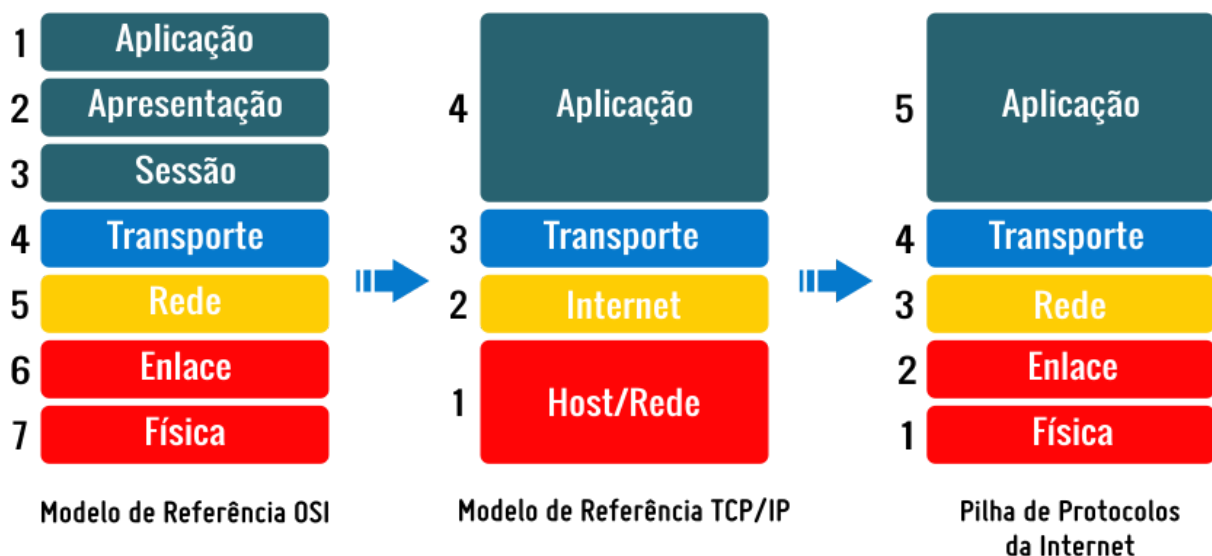 1 Aplicação
2 Apresentação
3 Sessão
4 Transporte
5 Rede
6 Enlace
7 Física
Modelo de Referência OSI
4 Aplicação
3 Transporte
2 Internet
1 Host/Rede
Modelo de Referência TCP/IP
5 Aplicação
4 Transporte
3 Rede
2 Enlace
1 Física
Pilha de Protocolos
da Internet